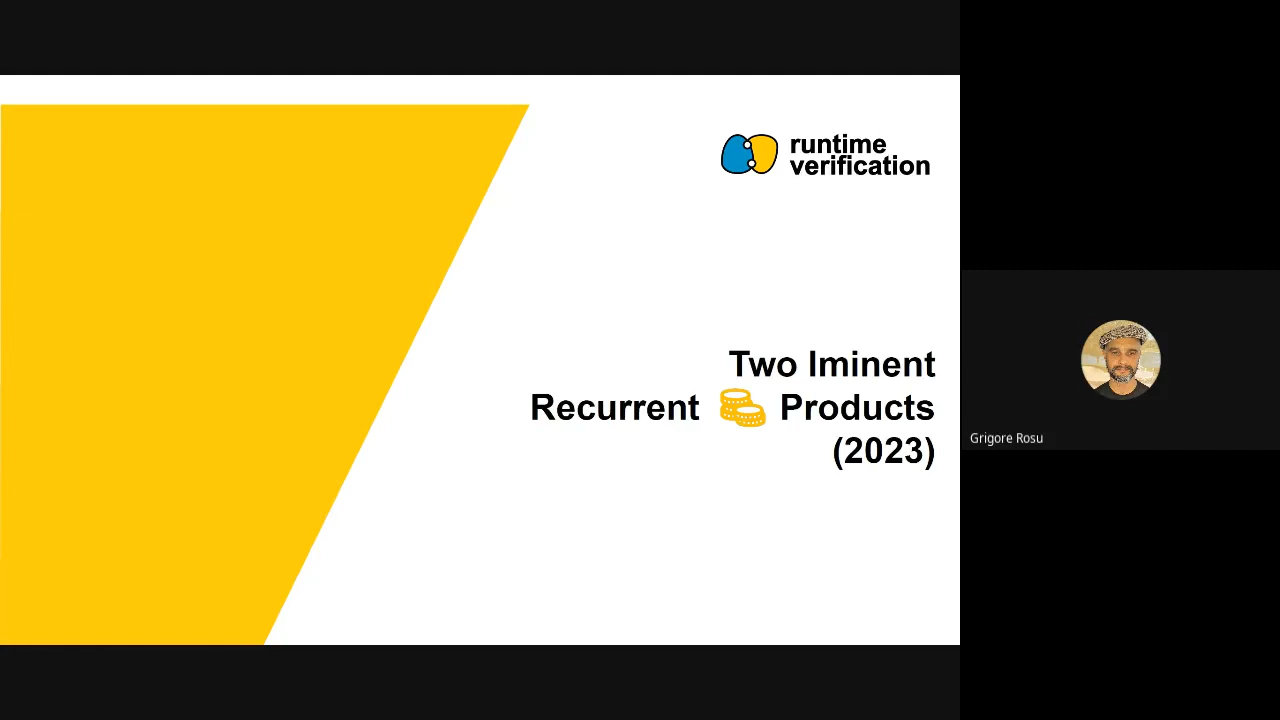 runtime
verification
Two Iminent
Recurrent Products
(2023)
Grigore Rosu